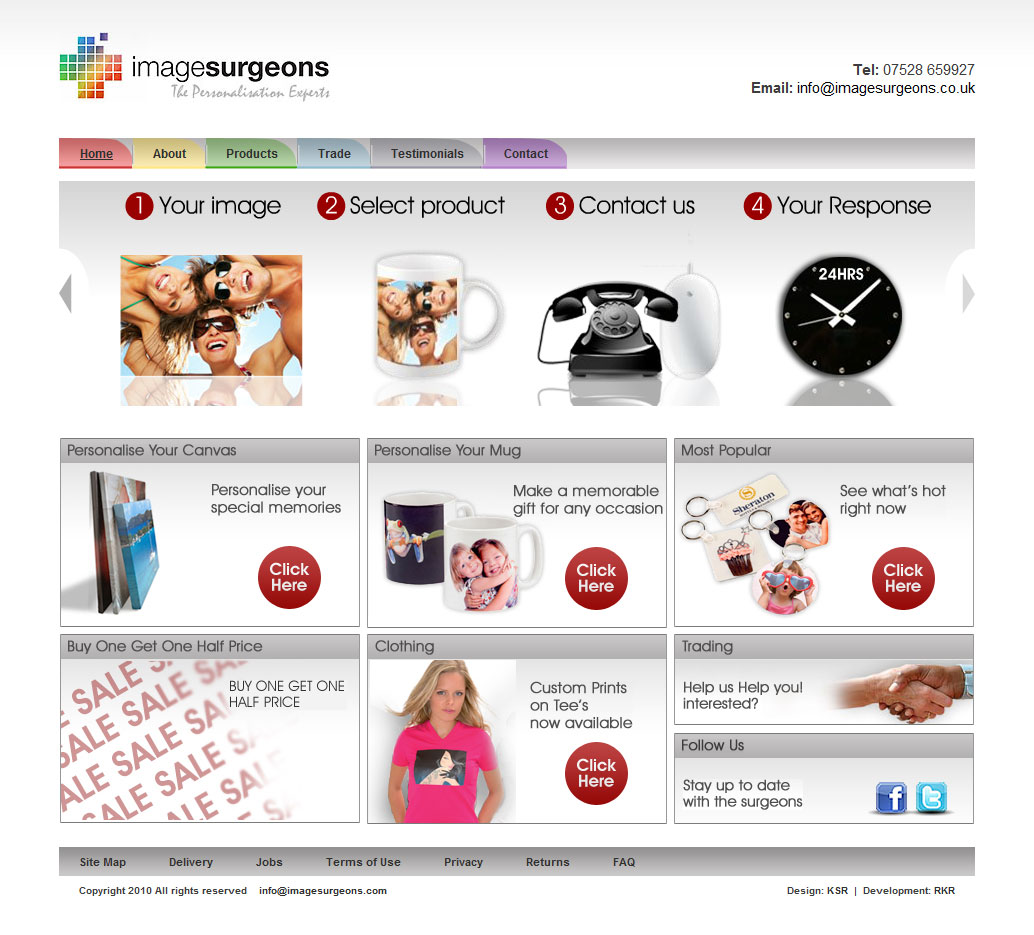 imagesurgeons
The Personalisation Experts
Tel: 07528 659927
Email: info@imagesurgeons.co.uk
Home About Products Trade Testimonials Contact
1 Your image 2 Select product 3 Contact us 4 Your Response
24HRS
Personalise Your Canvas
Personalise your
special memories
Click
Here
Personalise Your Mug
Make a memorable
gift for any occasion
Click
Here
Most Popular
Sheraton
See what's hot
right now
Click
Here
Buy One Get One Half Price
SALE SALE SALE SALE
SALE SALE SALE
SALE SALE SALE
SALE SALE SALE
BUY ONE GET ONE
HALF PRICE
Clothing
Custom Prints
on Tee's
now available
Click
Here
Trading
Help us Help you!
interested?
Follow Us
Stay up to date
with the surgeons
f t
Site Map Delivery Jobs Terms of Use Privacy Returns FAQ
Copyright 2010 All rights reserved info@imagesurgeons.com
Design: KSR | Development: RKR